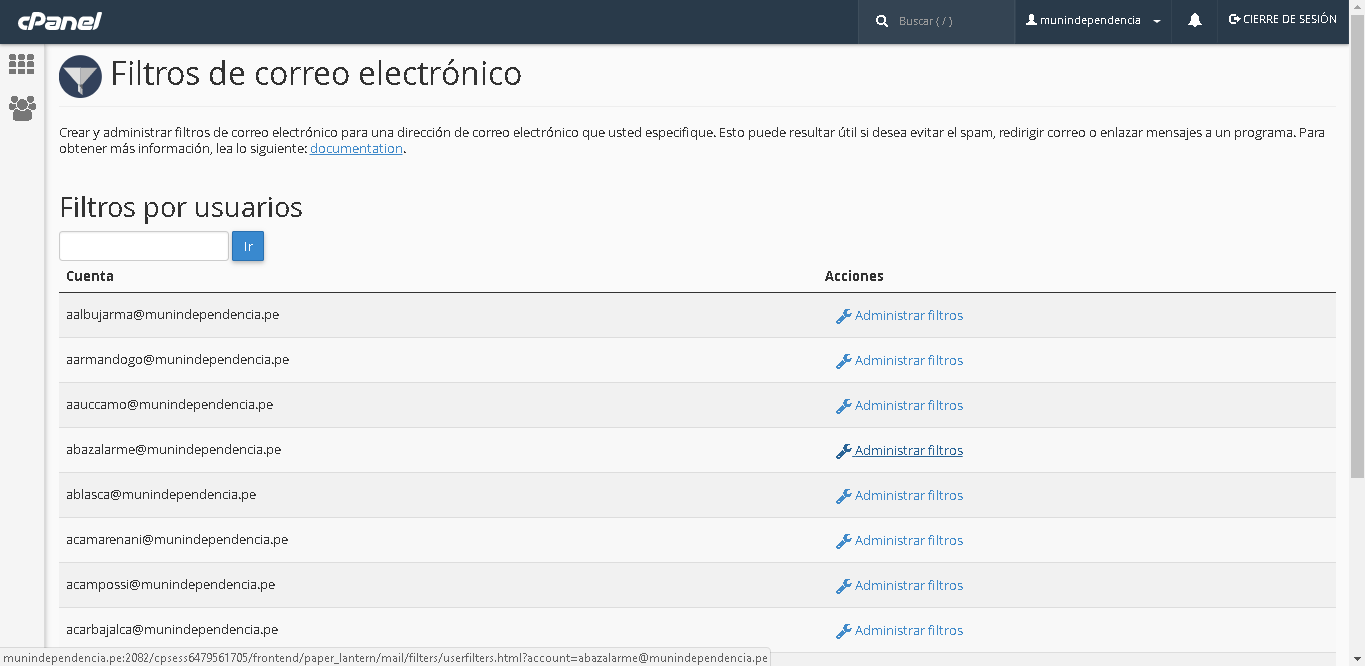 cPanel
Buscar ( / )
munindependencia
CIERRE DE SESIÓN
Filtros de correo electrónico
Crear y administrar filtros de correo electrónico para una dirección de correo electrónico que usted especifique. Esto puede resultar útil si desea evitar el spam, redirigir correo o enlazar mensajes a un programa. Para
obtener más información, lea lo siguiente: documentation.
Filtros por usuarios
Ir
Cuenta Acciones
aalbujarma@munindependencia.pe Administrar filtros
aarmandogo@munindependencia.pe Administrar filtros
aauccamo@munindependencia.pe Administrar filtros
abazalarme@munindependencia.pe Administrar filtros
ablasca@munindependencia.pe Administrar filtros
acamarenani@munindependencia.pe Administrar filtros
acampossi@munindependencia.pe Administrar filtros
acarbajalca@munindependencia.pe Administrar filtros
munindependencia.pe:2082/cpsess6479561705/frontend/paper_lantern/mail/filters/userfilters.html?account=abazalarme@munindependencia.pe